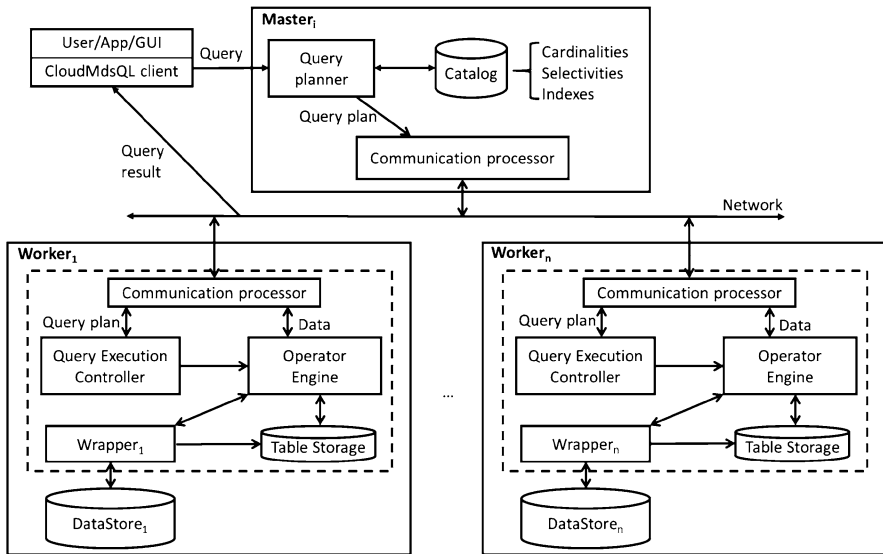 Master_i
User/App/GUI
CloudMdsQL client
Query
Query
planner
Catalog
Cardinalities
Selectivities
Indexes
Query plan
Communication processor
Query
result
Network
Worker_1
Communication processor
Query plan
Data
Query Execution
Controller
Operator
Engine
Wrapper_1
Table Storage
DataStore_1
...
Worker_n
Communication processor
Query plan
Data
Query Execution
Controller
Operator
Engine
Wrapper_n
Table Storage
DataStore_n